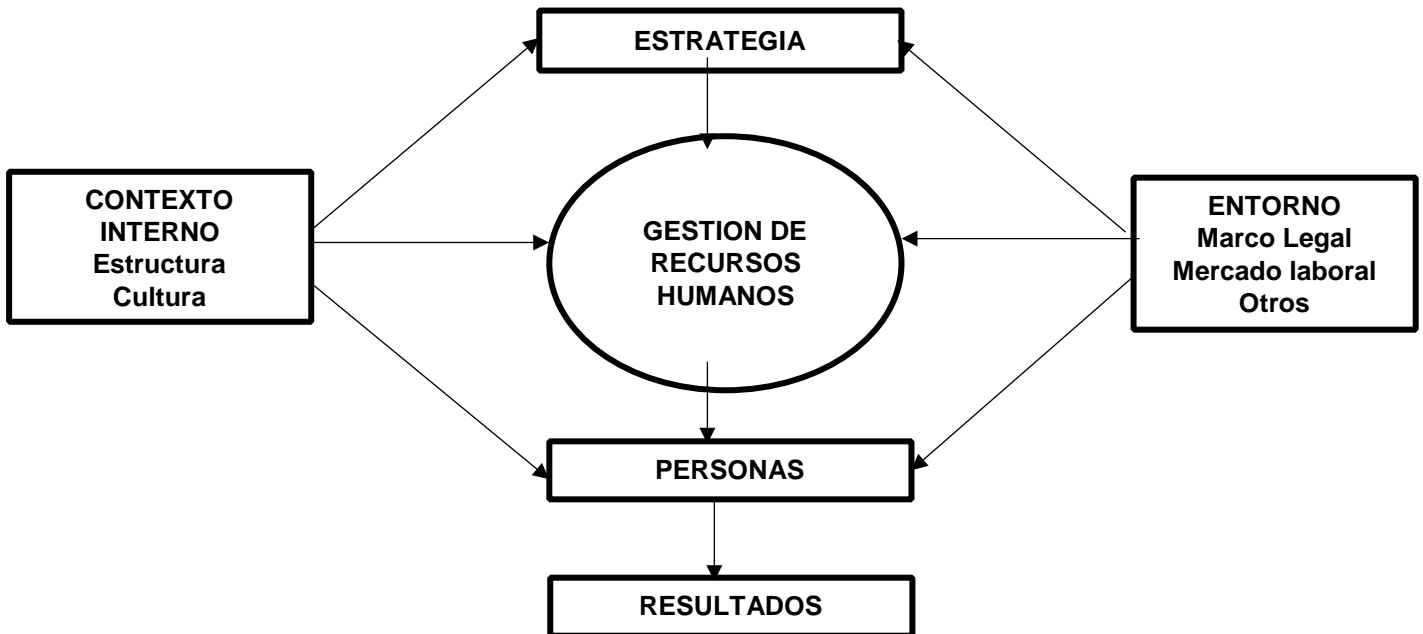 ESTRATEGIA
CONTEXTO
INTERNO
Estructura
Cultura
GESTION DE
RECURSOS
HUMANOS
ENTORNO
Marco Legal
Mercado laboral
Otros
PERSONAS
RESULTADOS